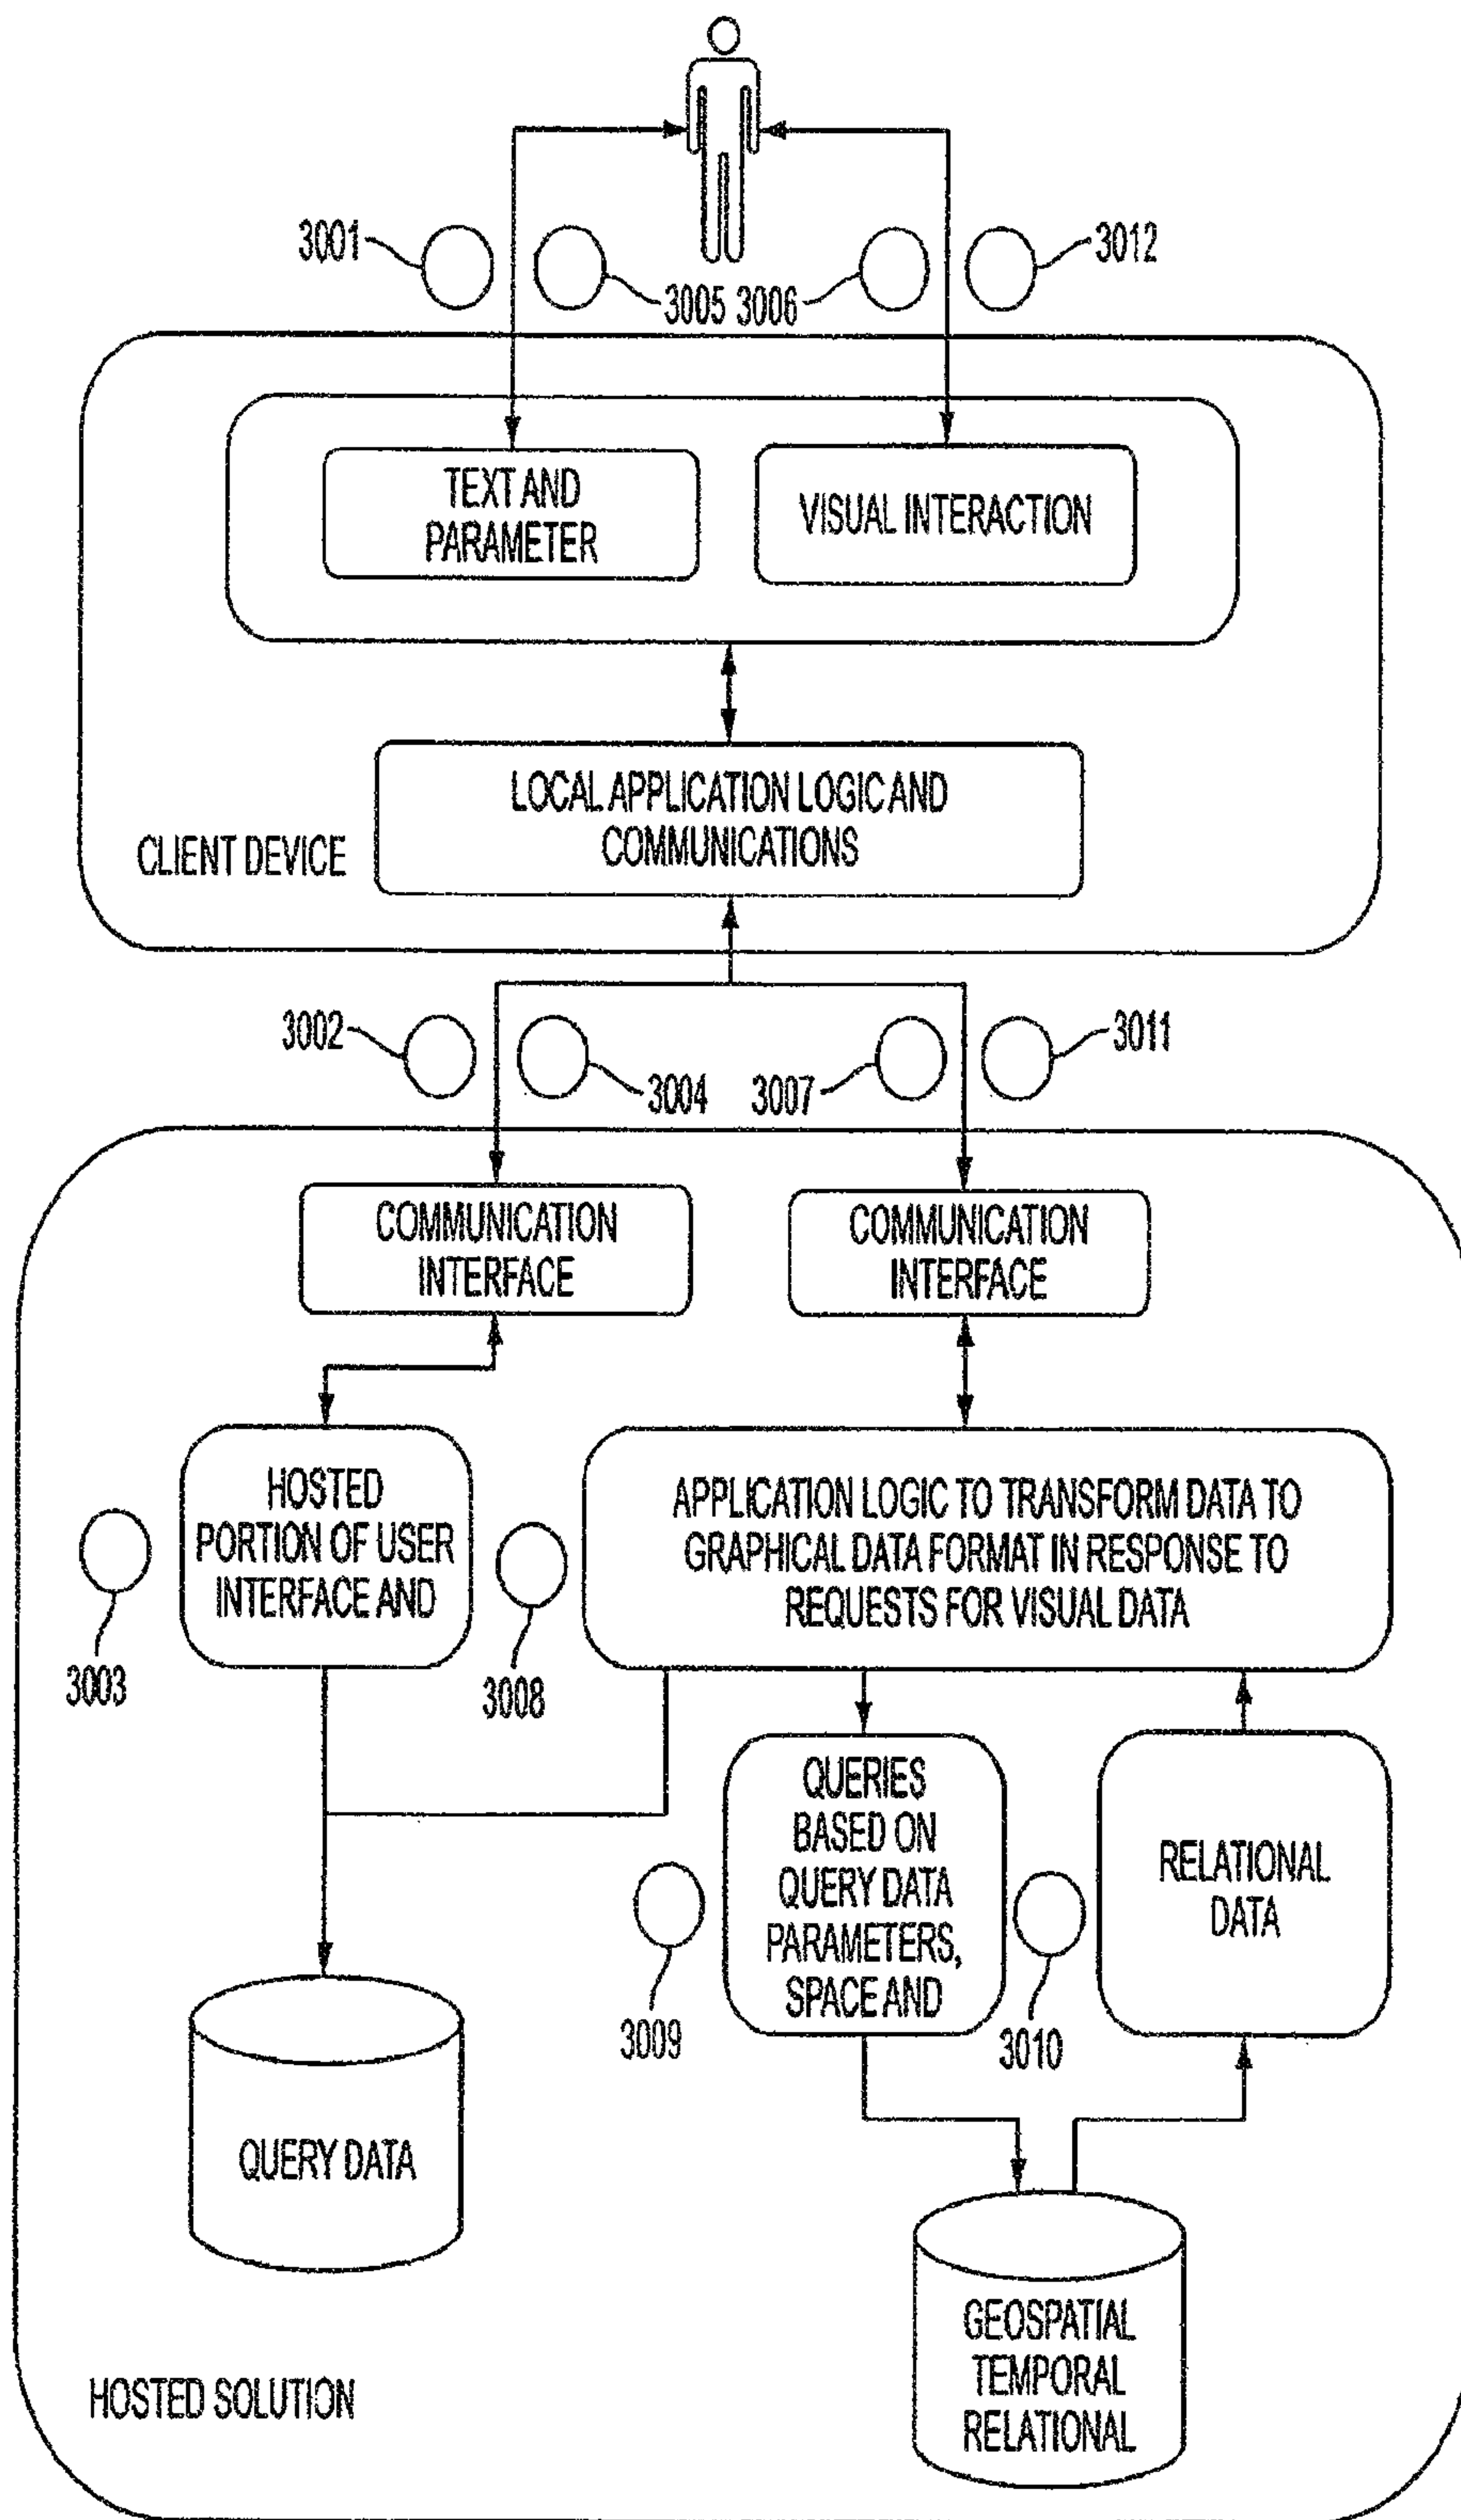 3001
3005
3006
3012
TEXT AND
PARAMETER
VISUAL INTERACTION
LOCAL APPLICATION LOGIC AND
COMMUNICATIONS
CLIENT DEVICE
3002
3004
3007
3011
COMMUNICATION
INTERFACE
COMMUNICATION
INTERFACE
HOSTED
PORTION OF USER
INTERFACE AND
3003
3008
APPLICATION LOGIC TO TRANSFORM DATA TO
GRAPHICAL DATA FORMAT IN RESPONSE TO
REQUESTS FOR VISUAL DATA
QUERIES
BASED ON
QUERY DATA
PARAMETERS,
SPACE AND
3009
3010
RELATIONAL
DATA
QUERY DATA
GEOSPATIAL
TEMPORAL
RELATIONAL
HOSTED SOLUTION